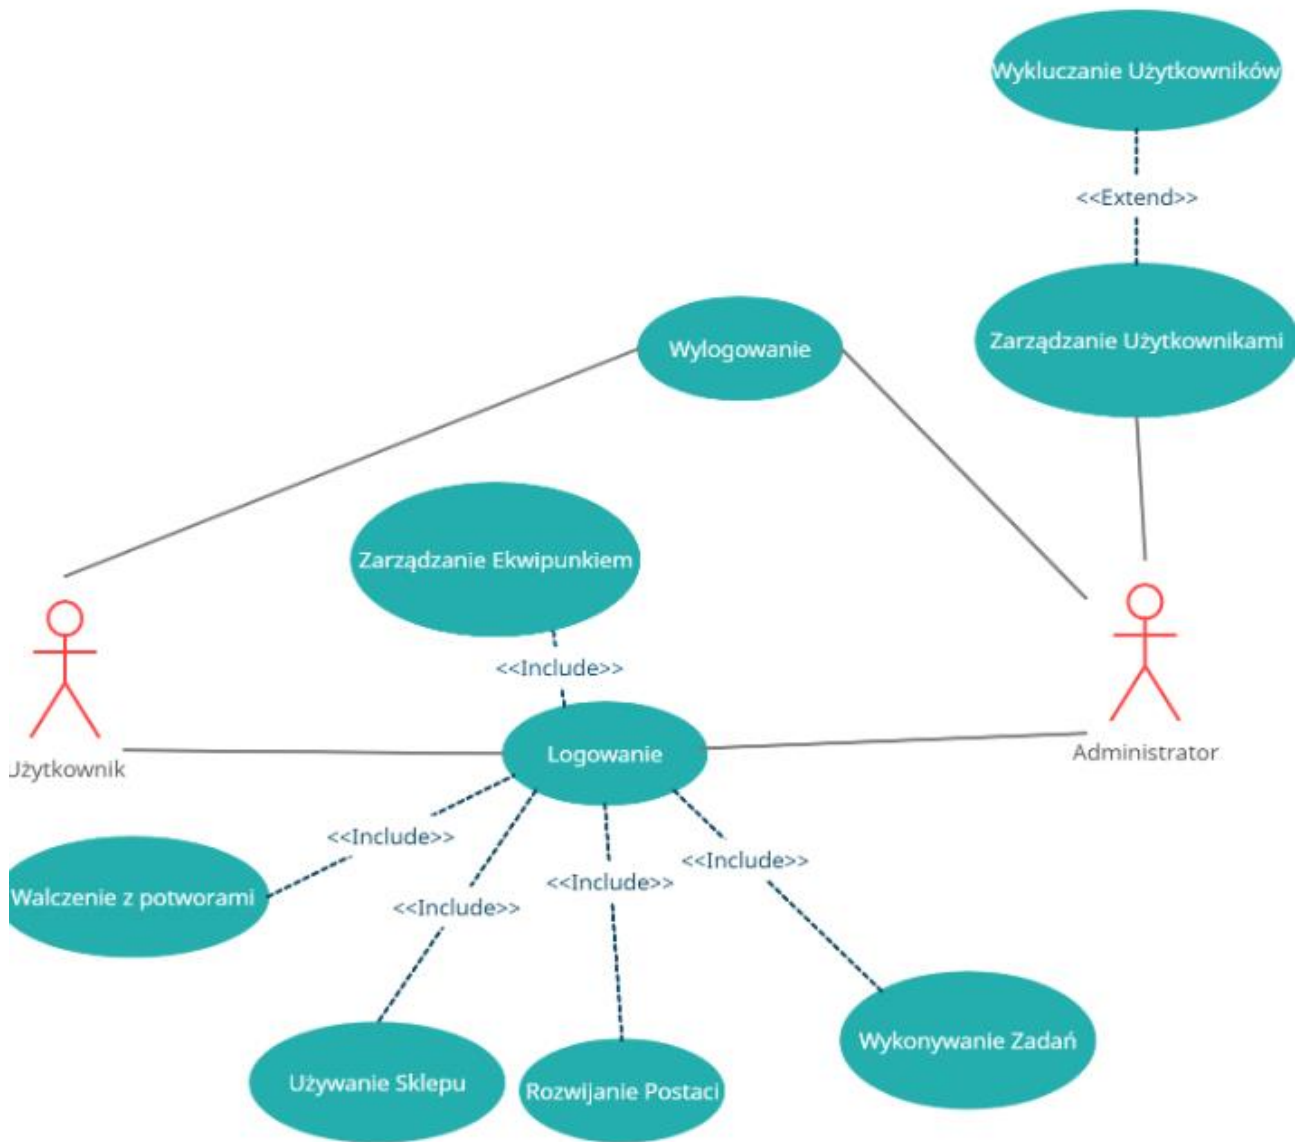 Wykluczanie Użytkowników
<<Extend>>
Wylogowanie
Zarządzanie Użytkownikami
Zarządzanie Ekwipunkiem
<<Include>>
Logowanie
Użytkownik
Administrator
<<Include>>
<<Include>>
<<Include>>
<<Include>>
Walczenie z potworami
Używanie Sklepu
Rozwijanie Postaci
Wykonywanie Zadań